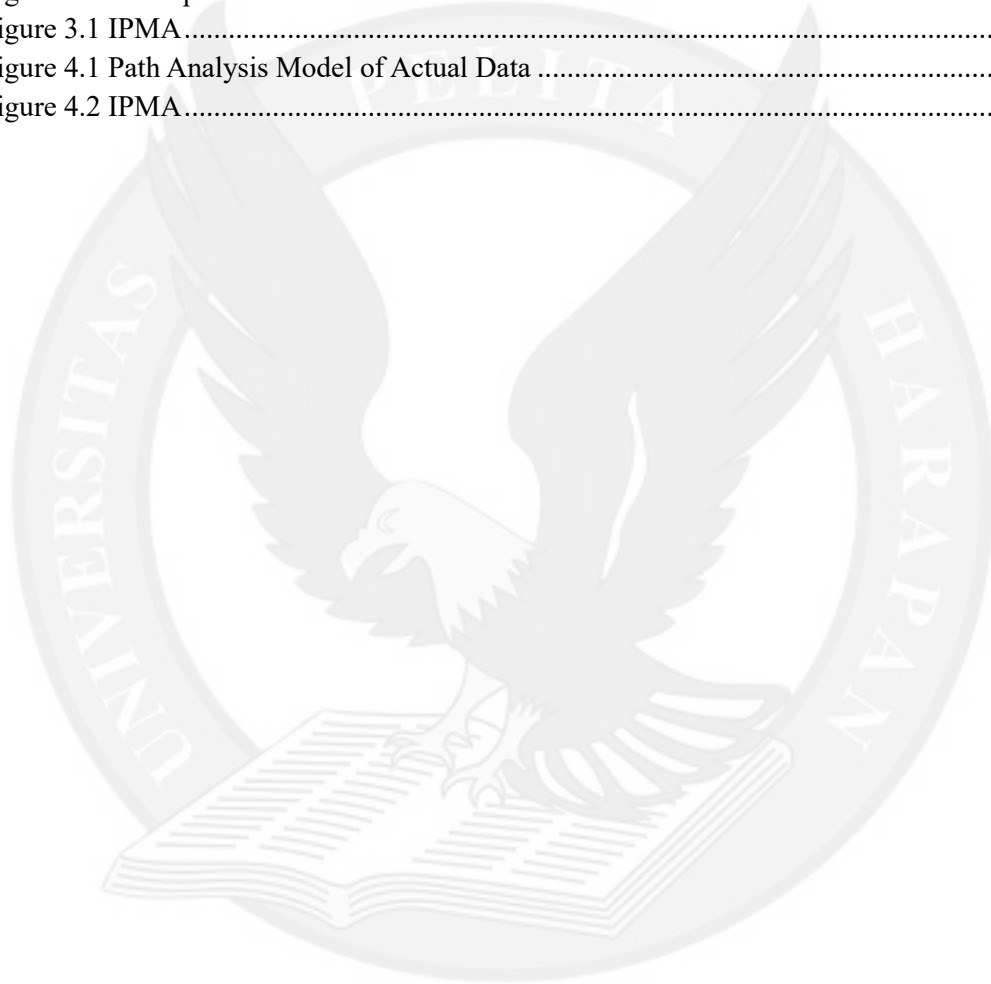 igure 3.1 IPMA
igure 4.1 Path Analysis Model of Actual Data
igure 4.2 IPMA
UNIVERSITAS PELITA HARAPAN